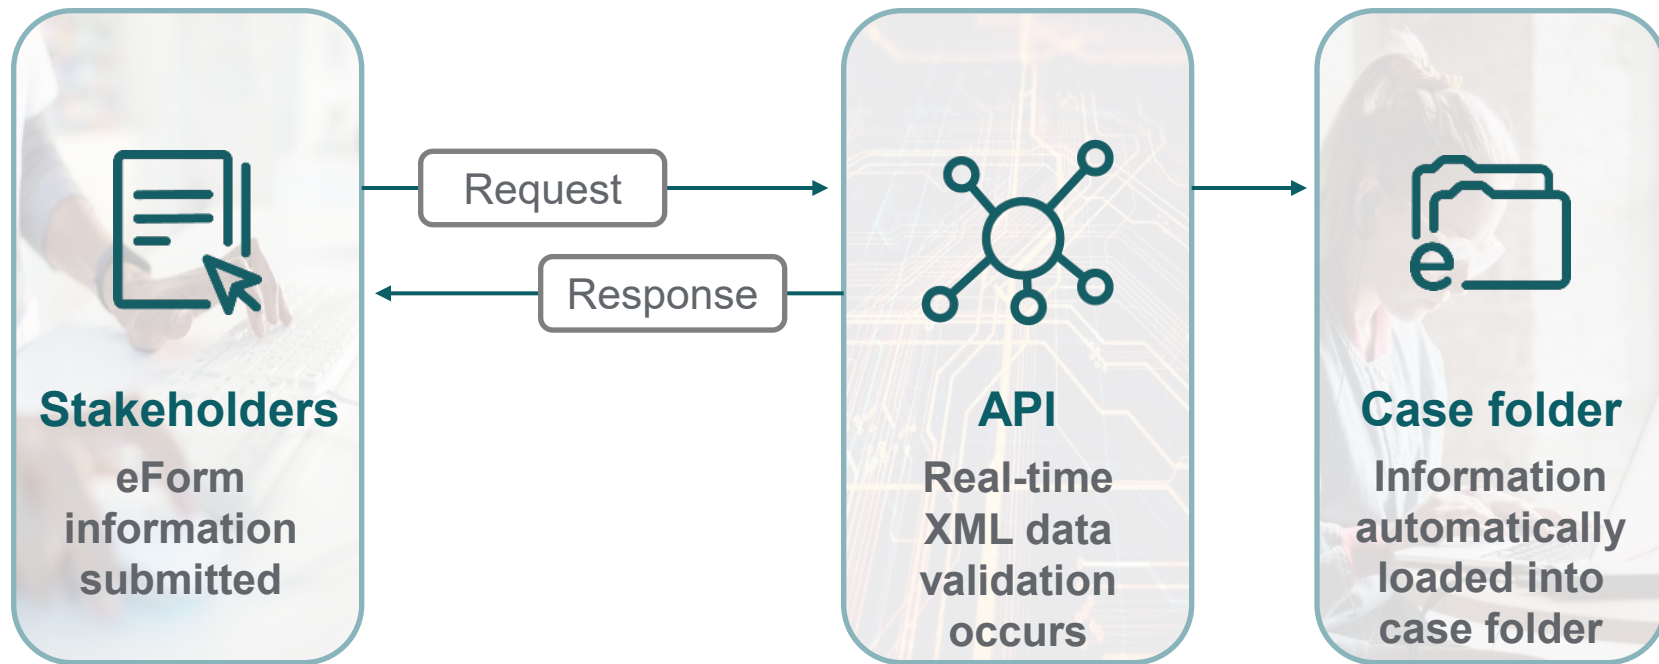 Stakeholders
eForm
information
submitted
Request
Response
API
Real-time
XML data
validation
occurs
e
Case folder
Information
automatically
loaded into
case folder